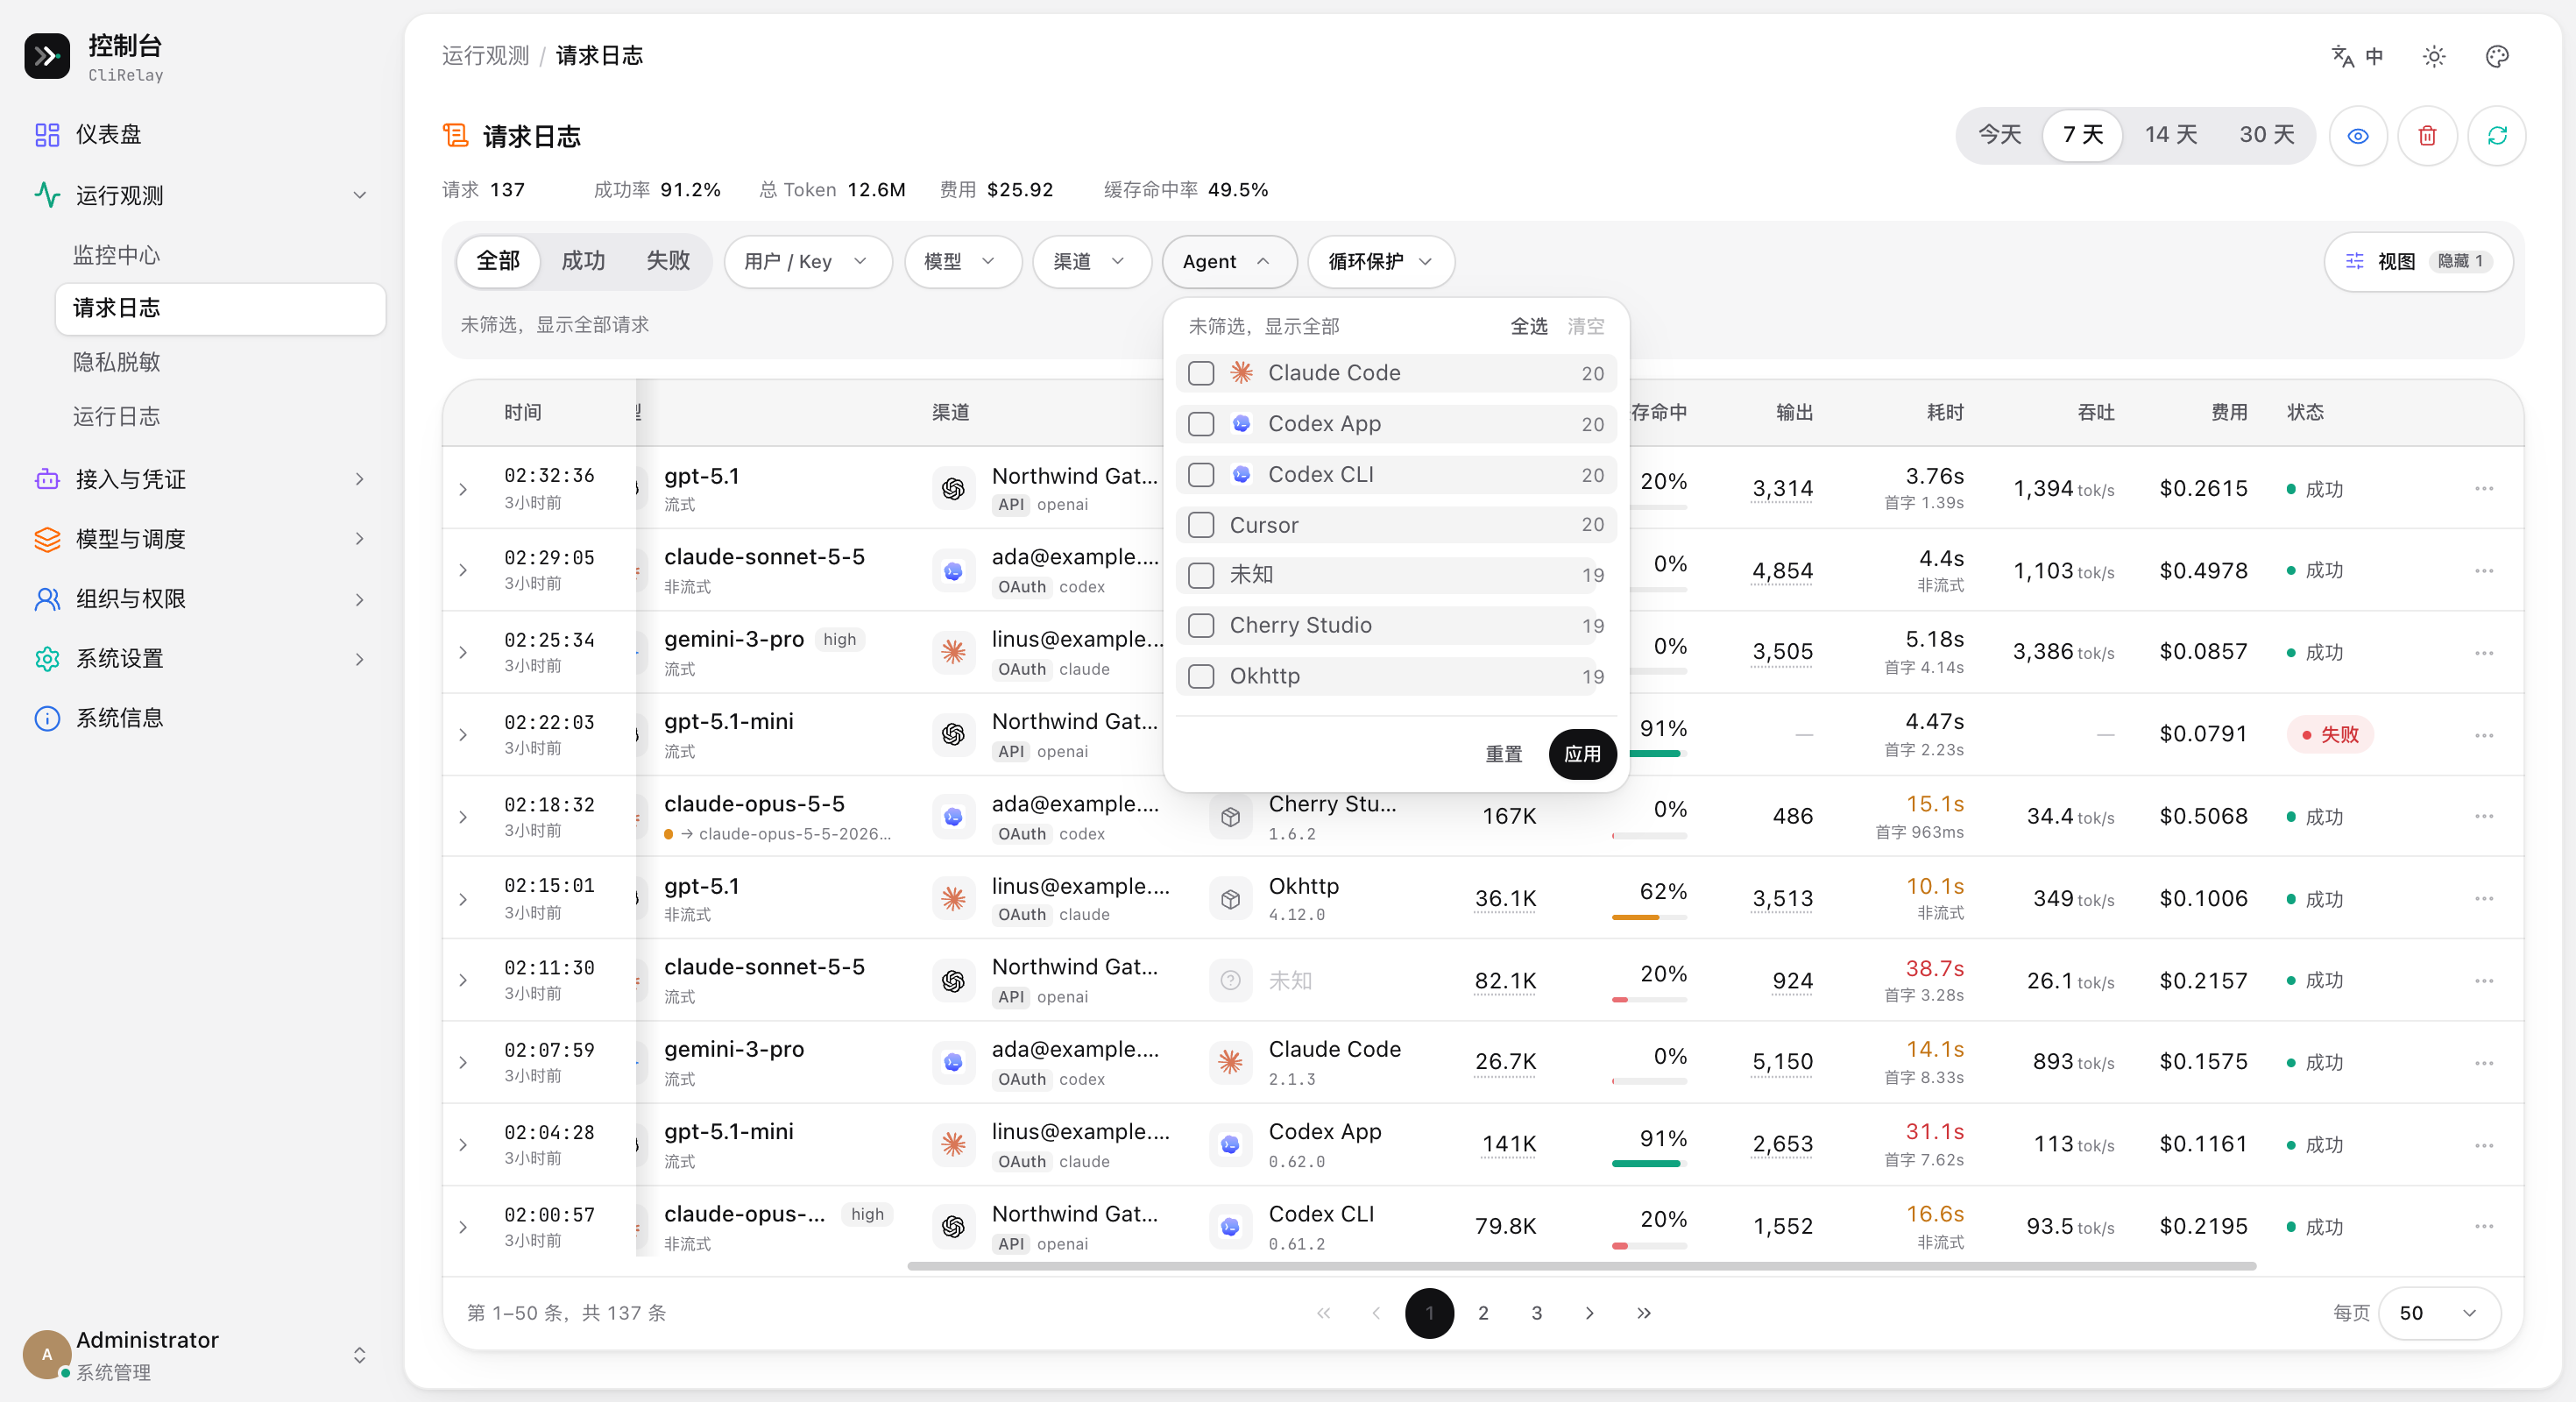 控制台
CliRelay
仪表盘
运行观测
监控中心
请求日志
隐私脱敏
运行日志
接入与凭证
模型与调度
组织与权限
系统设置
系统信息
A
Administrator
系统管理
运行观测 / 请求日志
中
请求日志
今天 7 天 14 天 30 天
请求 137 成功率 91.2% 总 Token 12.6M 费用 $25.92 缓存命中率 49.5%
全部 成功 失败 用户 / Key 模型 渠道 Agent 循环保护 视图 隐藏 1
未筛选，显示全部请求
未筛选，显示全部 全选 清空
Claude Code 20
Codex App 20
Codex CLI 20
Cursor 20
未知 19
Cherry Studio 19
Okhttp 19
重置 应用
时间 渠道 存命中 输出 耗时 吞吐 费用 状态
02:32:36 gpt-5.1 Northwind Gat... 20% 3,314 3.76s 1,394 tok/s $0.2615 成功
3小时前 流式 API openai 首字 1.39s
02:29:05 claude-sonnet-5-5 ada@example.... 0% 4,854 4.4s 1,103 tok/s $0.4978 成功
3小时前 非流式 OAuth codex 非流式
02:25:34 gemini-3-pro high linus@example.... 0% 3,505 5.18s 3,386 tok/s $0.0857 成功
3小时前 流式 OAuth claude 首字 4.14s
02:22:03 gpt-5.1-mini Northwind Gat... 91% — 4.47s — $0.0791 失败
3小时前 流式 API openai 首字 2.23s
02:18:32 claude-opus-5-5 ada@example.... Cherry Stu... 167K 0% 486 15.1s 34.4 tok/s $0.5068 成功
3小时前 → claude-opus-5-5-2026... OAuth codex 1.6.2 首字 963ms
02:15:01 gpt-5.1 linus@example.... Okhttp 36.1K 62% 3,513 10.1s 349 tok/s $0.1006 成功
3小时前 非流式 OAuth claude 4.12.0 非流式
02:11:30 claude-sonnet-5-5 Northwind Gat... 未知 82.1K 20% 924 38.7s 26.1 tok/s $0.2157 成功
3小时前 流式 API openai 首字 3.28s
02:07:59 gemini-3-pro ada@example.... Claude Code 26.7K 0% 5,150 14.1s 893 tok/s $0.1575 成功
3小时前 流式 OAuth codex 2.1.3 首字 8.33s
02:04:28 gpt-5.1-mini linus@example.... Codex App 141K 91% 2,653 31.1s 113 tok/s $0.1161 成功
3小时前 流式 OAuth claude 0.62.0 首字 7.62s
02:00:57 claude-opus-... high Northwind Gat... Codex CLI 79.8K 20% 1,552 16.6s 93.5 tok/s $0.2195 成功
3小时前 非流式 API openai 0.61.2 非流式
第 1–50 条，共 137 条 1 2 3 每页 50